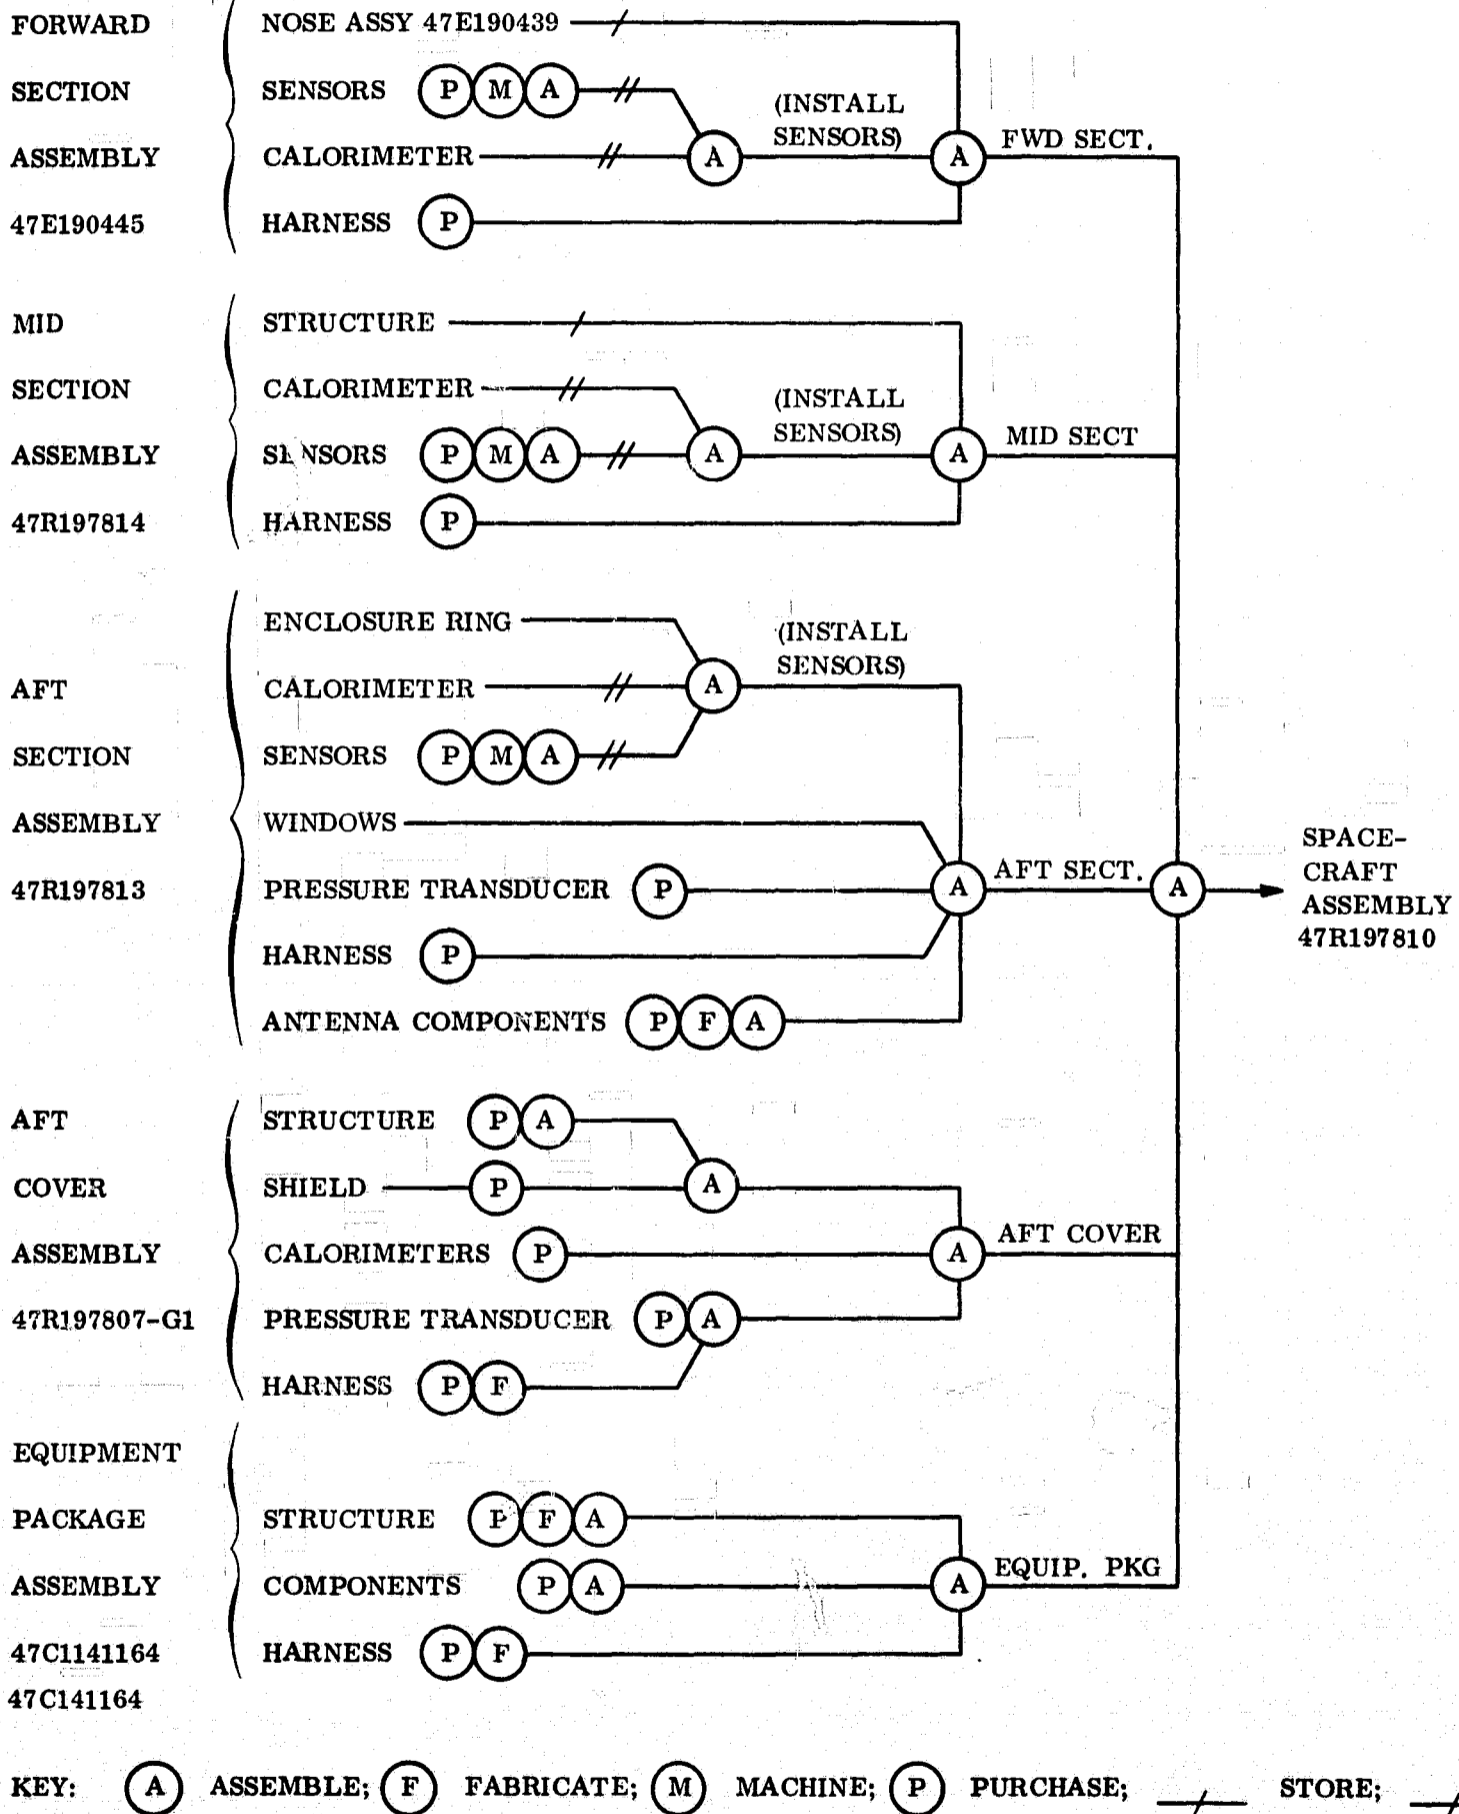 FORWARD
SECTION
ASSEMBLY
47E190445
NOSE ASSY 47E190439
SENSORS P M A
CALORIMETER A
(INSTALL
SENSORS)
A FWD SECT.
HARNESS P
MID
SECTION
ASSEMBLY
47R197814
STRUCTURE
CALORIMETER
SENSORS P M A A
(INSTALL
SENSORS)
A MID SECT
HARNESS P
AFT
SECTION
ASSEMBLY
47R197813
ENCLOSURE RING
CALORIMETER A
(INSTALL
SENSORS)
SENSORS P M A
WINDOWS
PRESSURE TRANSDUCER P A AFT SECT. A
HARNESS P
ANTENNA COMPONENTS P F A
SPACE-
CRAFT
ASSEMBLY
47R197810
AFT
COVER
ASSEMBLY
47R197807-G1
STRUCTURE P A
SHIELD P A
CALORIMETERS P A AFT COVER
PRESSURE TRANSDUCER P A
HARNESS P F
EQUIPMENT
PACKAGE
ASSEMBLY
47C1141164
47C141164
STRUCTURE P F A
COMPONENTS P A A EQUIP. PKG
HARNESS P F
KEY: A ASSEMBLE; F FABRICATE; M MACHINE; P PURCHASE; STORE;